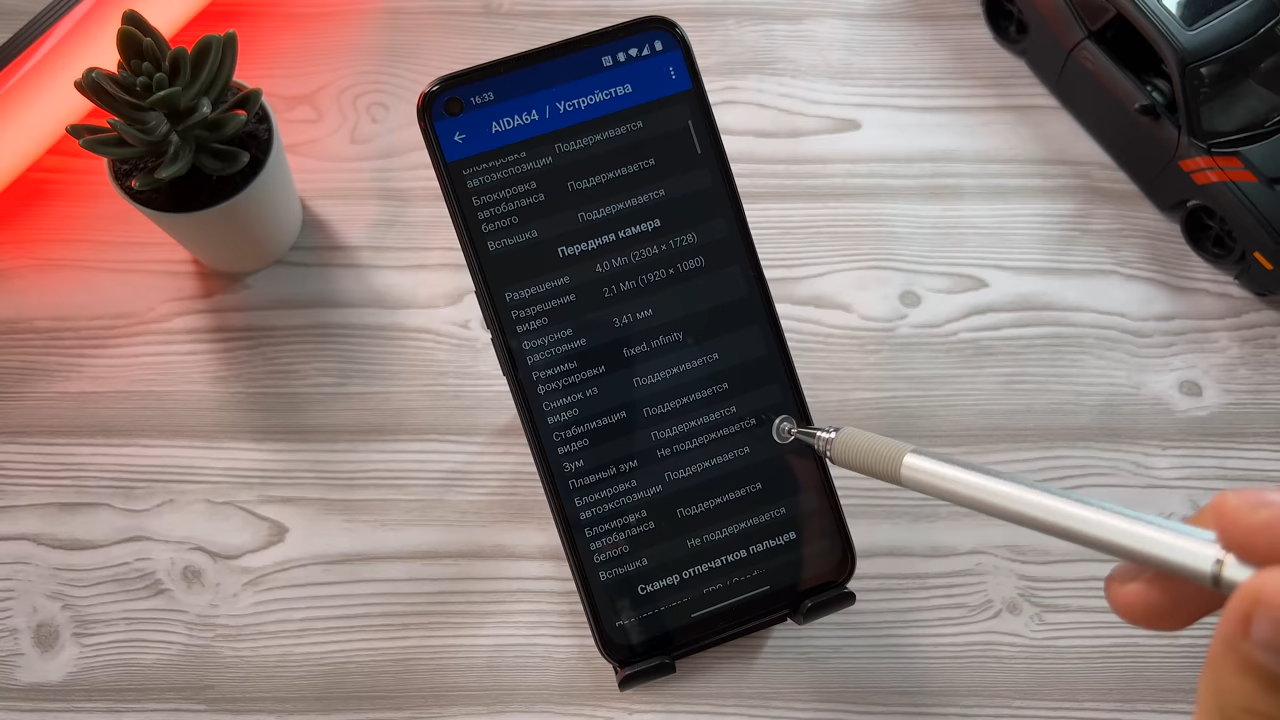 16:33
AIDA64 / Устройства
Блокировка
автоэкспозиции
Поддерживается
Блокировка
автобаланса
белого
Поддерживается
Вспышка
Поддерживается
Передняя камера
Разрешение
4,0 Мп (2304 × 1728)
Разрешение
видео
2,1 Мп (1920 × 1080)
Фокусное
расстояние
3,41 мм
Режимы
фокусировки
fixed, infinity
Снимок из
видео
Поддерживается
Стабилизация
видео
Поддерживается
Зум
Поддерживается
Плавный зум
Не поддерживается
Блокировка
автоэкспозиции
Поддерживается
Блокировка
автобаланса
белого
Поддерживается
Вспышка
Не поддерживается
Сканер отпечатков пальцев